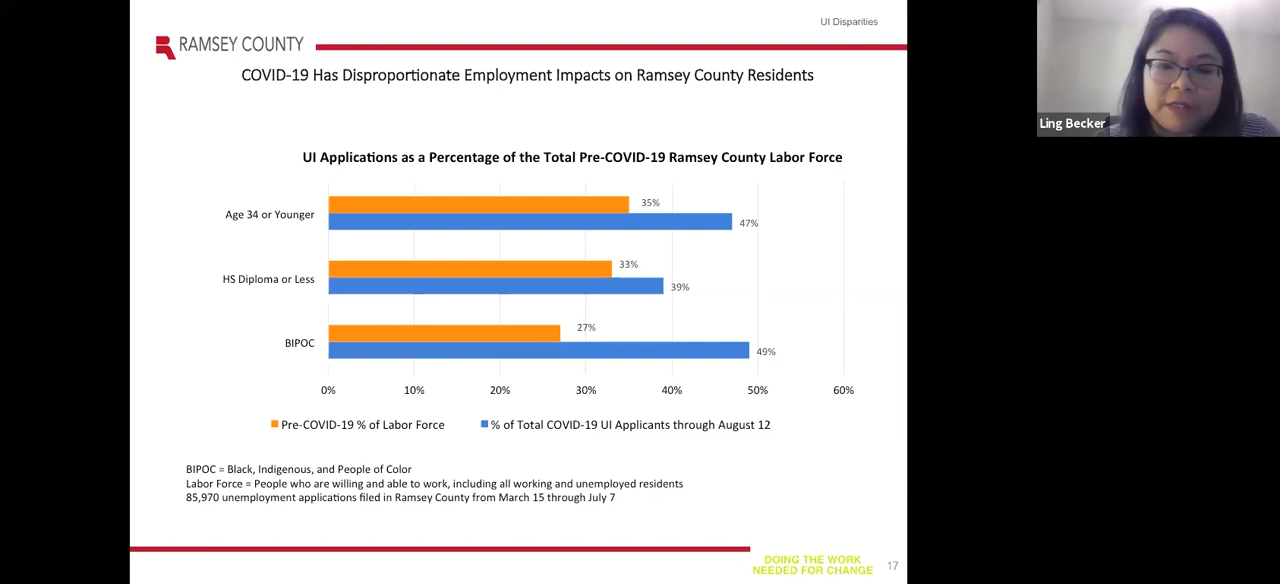 UI Disparities
RAMSEY COUNTY
COVID-19 Has Disproportionate Employment Impacts on Ramsey County Residents
Ling Becker
UI Applications as a Percentage of the Total Pre-COVID-19 Ramsey County Labor Force
Age 34 or Younger
35%
47%
HS Diploma or Less
33%
39%
BIPOC
27%
49%
0% 10% 20% 30% 40% 50% 60%
Pre-COVID-19 % of Labor Force % of Total COVID-19 UI Applicants through August 12
BIPOC = Black, Indigenous, and People of Color
Labor Force = People who are willing and able to work, including all working and unemployed residents
85,970 unemployment applications filed in Ramsey County from March 15 through July 7
DOING THE WORK
NEEDED FOR CHANGE
17